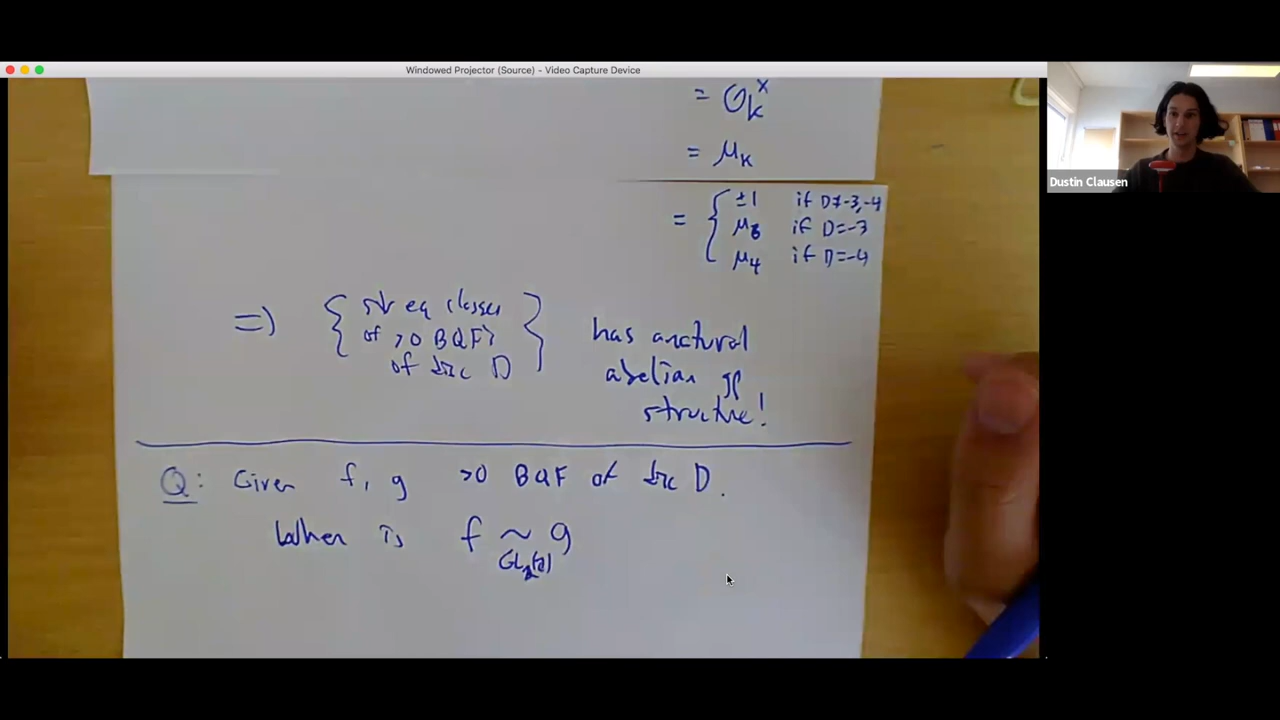 Windowed Projector (Source) - Video Capture Device
= O_K^×
= μ_K
= { ±1 if D≠-3,-4
μ_6 if D=-3
μ_4 if D=-4
Dustin Clausen
=> { str eq classes
of >0 BQF's
of disc D } has a natural
abelian gp
structure!
Q: Given f, g >0 BQF of disc D.
When is f ~ g
GL_2(Z)